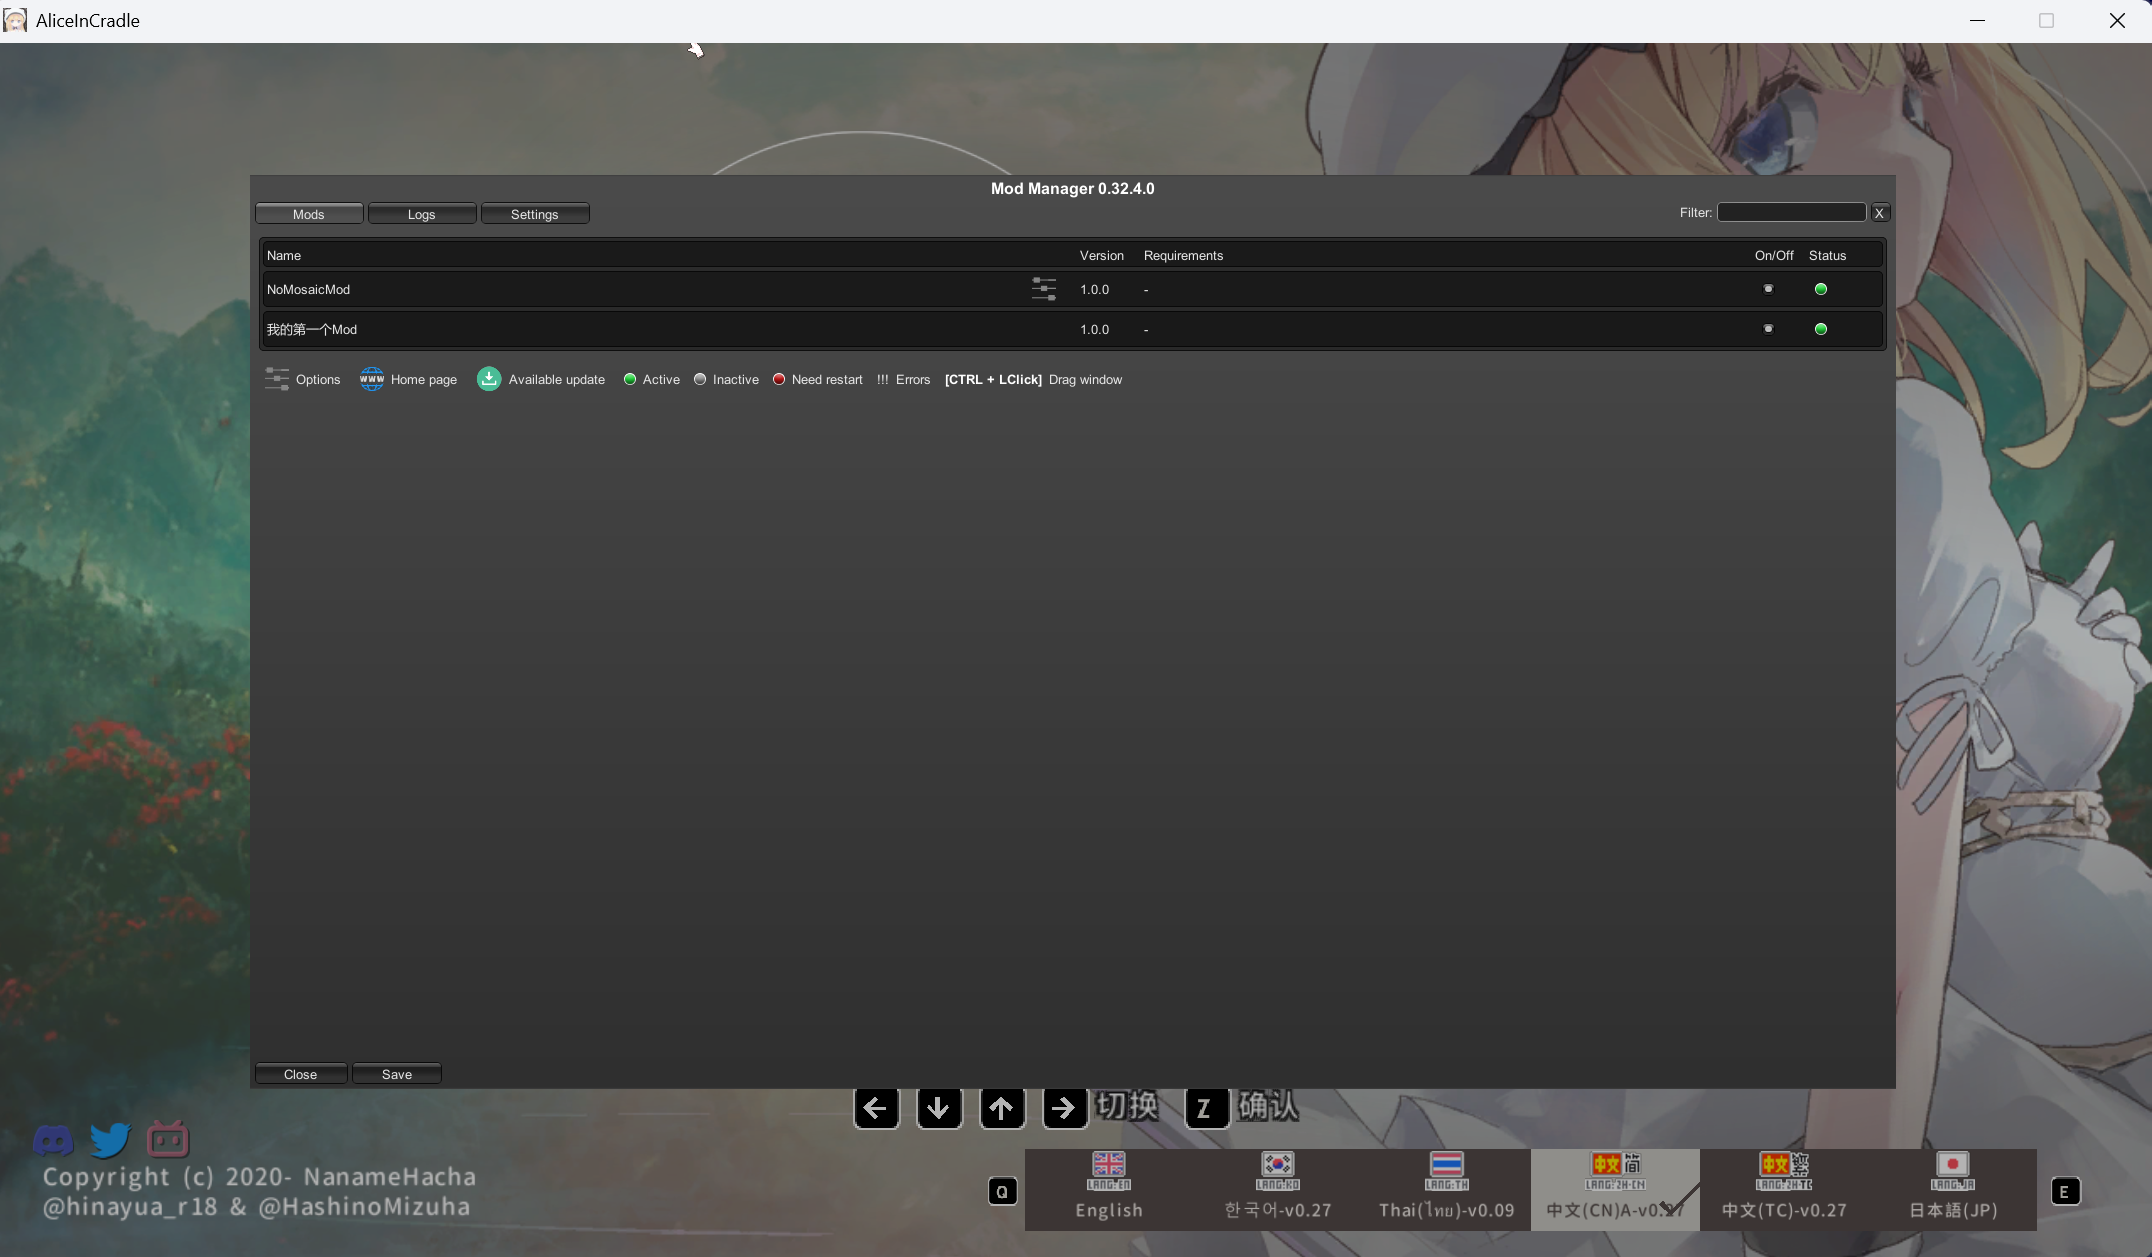 AliceInCradle
Mod Manager 0.32.4.0
Mods Logs Settings Filter: X
Name Version Requirements On/Off Status
NoMosaicMod 1.0.0 -
我的第一个Mod 1.0.0 -
Options www Home page Available update Active Inactive Need restart !!! Errors [CTRL + LClick] Drag window
Close Save
切换 Z 确认
Copyright (c) 2020- NanameHacha
@hinayua_r18 & @HashinoMizuha
Q E
中文 简 中文 繁
LANG:EN LANG:KO LANG:TH LANG:ZH-CN LANG:ZH-TC LANG:JA
English 한국어-v0.27 Thai(ไทย)-v0.09 中文(CN)A-v0.27 中文(TC)-v0.27 日本語(JP)